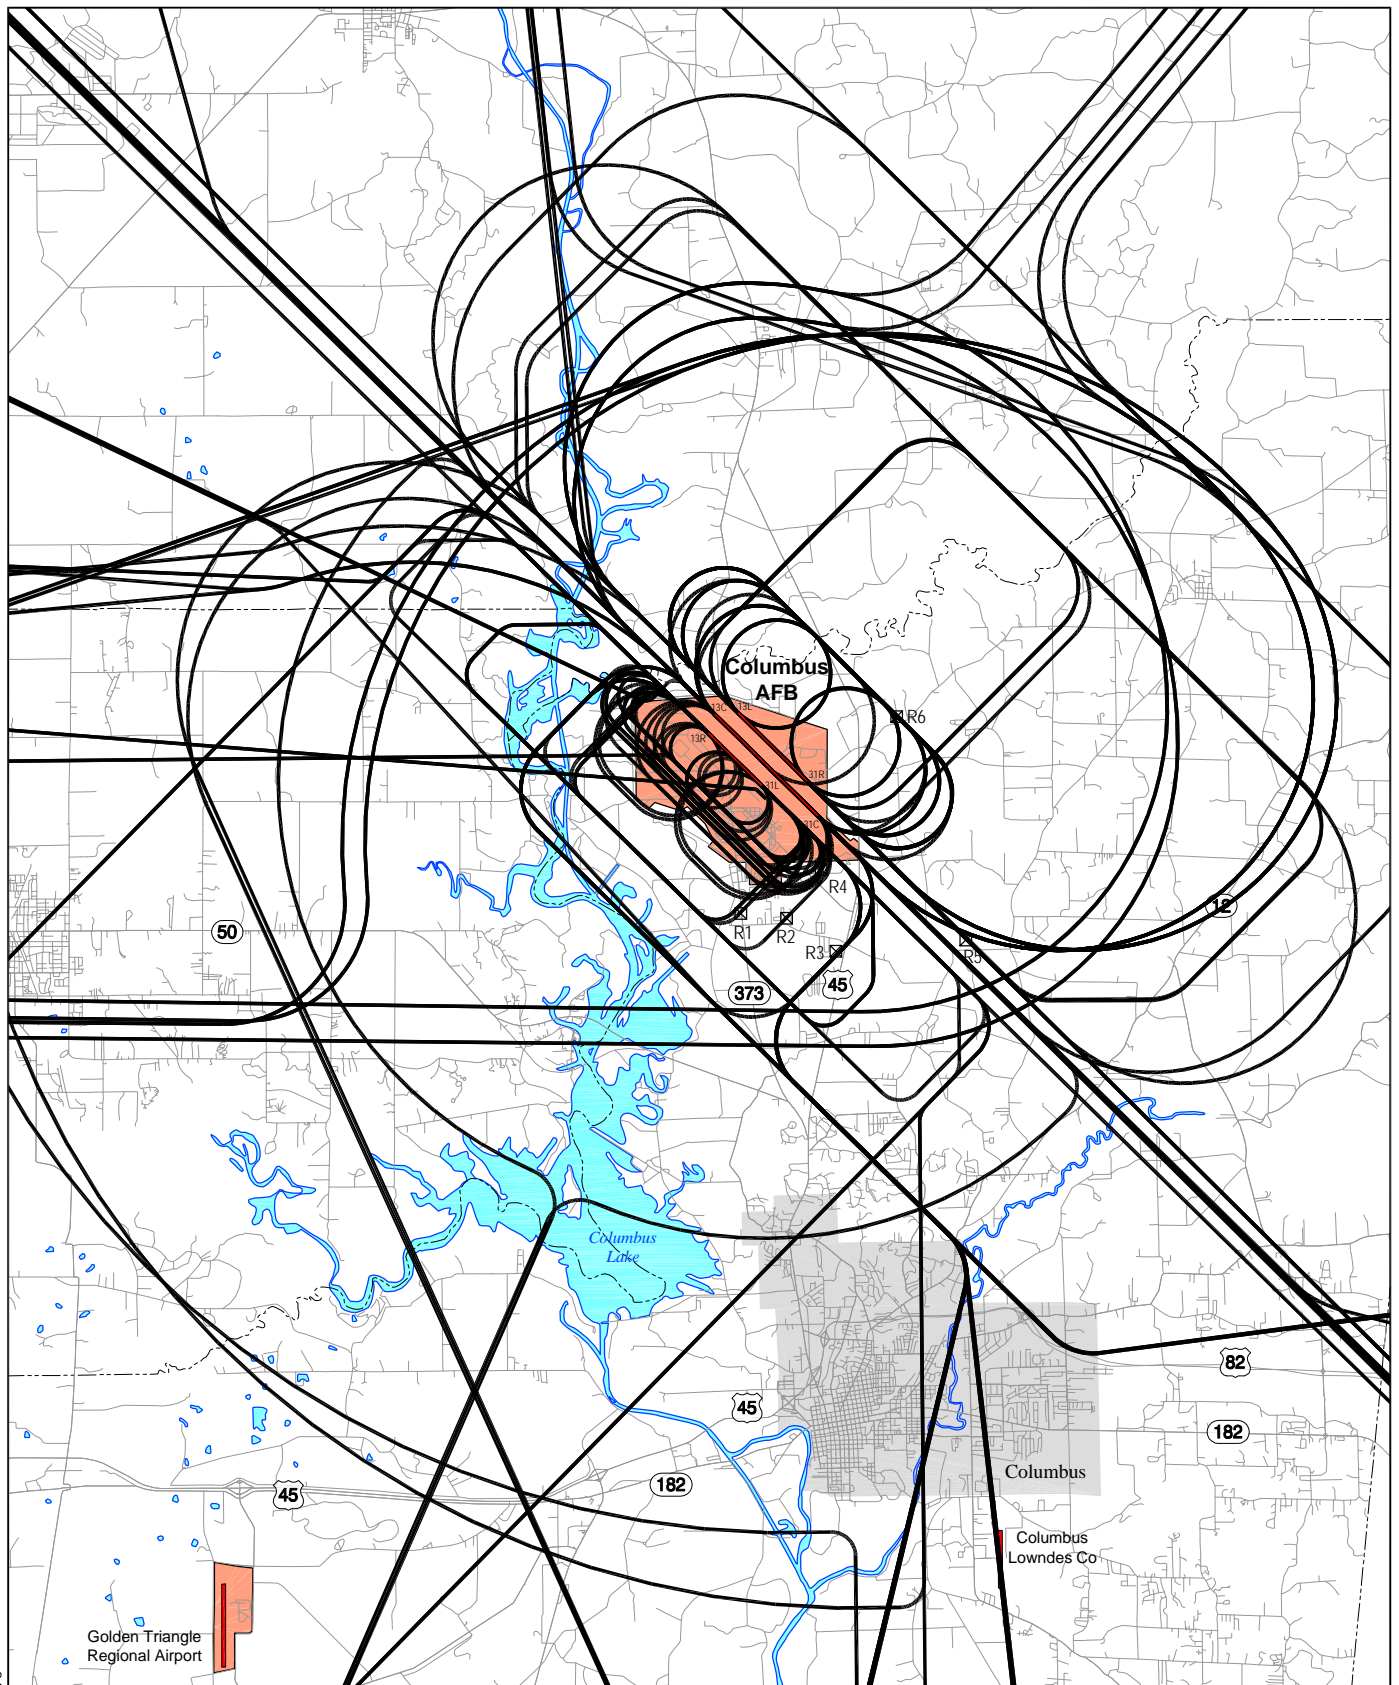 Columbus
AFB
R6
13C
13L
13R
31R
31L
31C
R4
R1
R2
R3
R5
12
50
373
45
Columbus
Lake
82
45
182
182
45
Columbus
Columbus
Lowndes Co
Golden Triangle
Regional Airport